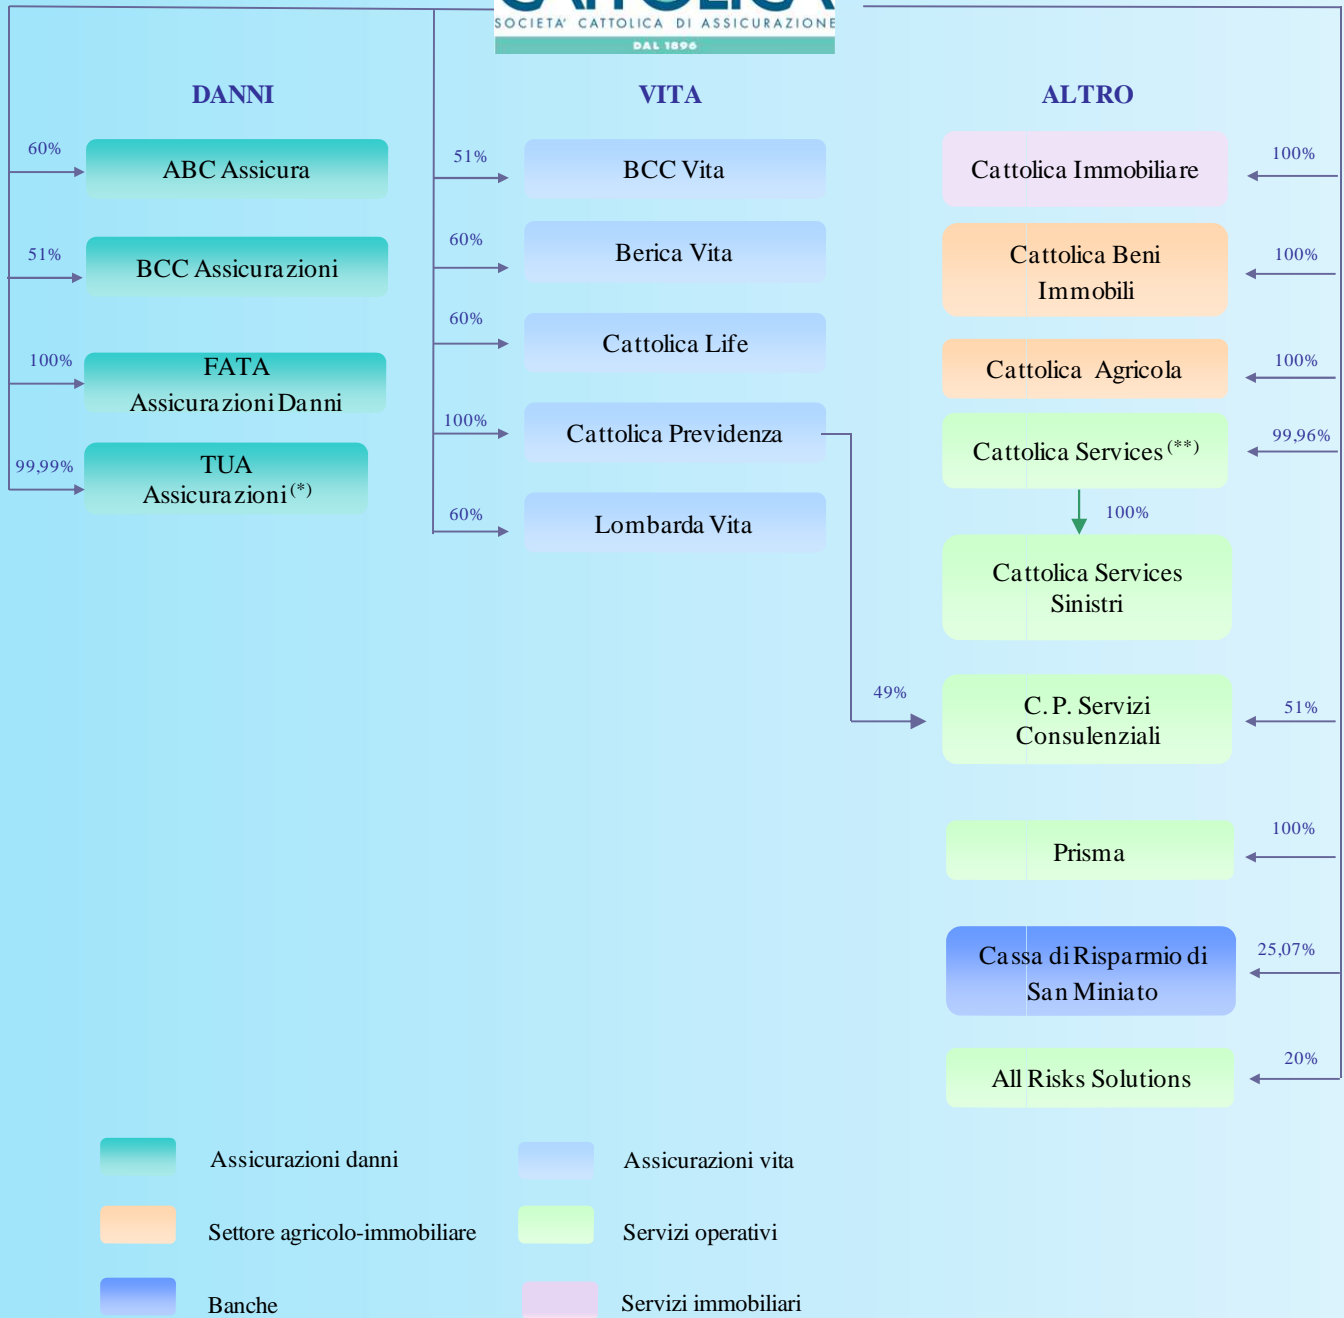 CATTOLICA
SOCIETA' CATTOLICA DI ASSICURAZIONE
DAL 1896
DANNI
VITA
ALTRO
60%
ABC Assicura
51%
BCC Assicurazioni
100%
FATA
Assicurazioni Danni
99,99%
TUA
Assicurazioni (*)
51%
BCC Vita
60%
Berica Vita
60%
Cattolica Life
100%
Cattolica Previdenza
60%
Lombarda Vita
Cattolica Immobiliare
100%
Cattolica Beni
Immobili
100%
Cattolica Agricola
100%
Cattolica Services (**)
99,96%
100%
Cattolica Services
Sinistri
49%
C. P. Servizi
Consulenziali
51%
Prisma
100%
Cassa di Risparmio di
San Miniato
25,07%
All Risks Solutions
20%
Assicurazioni danni
Assicurazioni vita
Settore agricolo-immobiliare
Servizi operativi
Banche
Servizi immobiliari